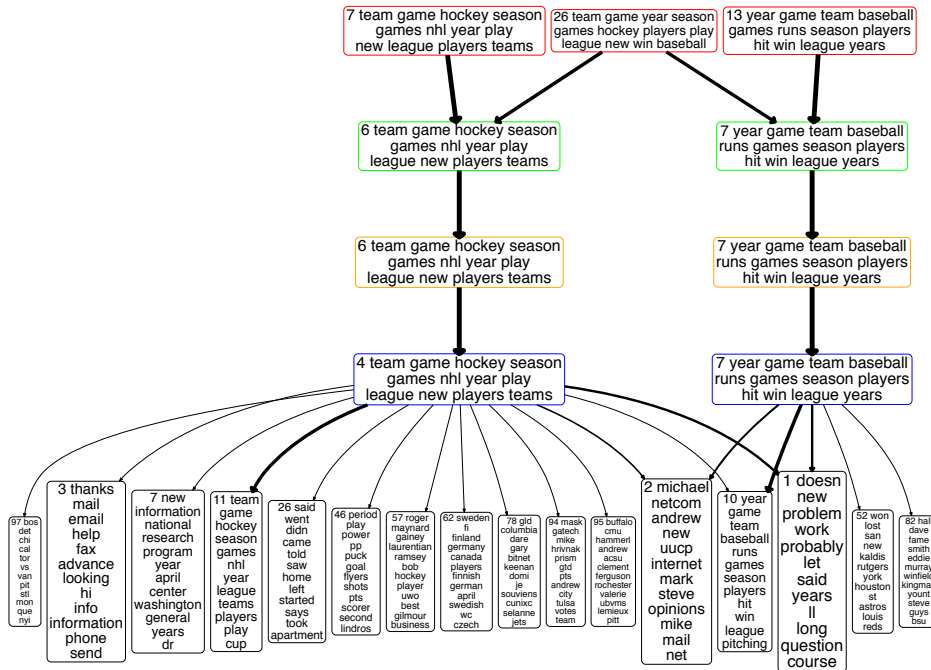 7 team game hockey season
games nhl year play
new league players teams
26 team game year season
games hockey players play
league new win baseball
13 year game team baseball
games runs season players
hit win league years
6 team game hockey season
games nhl year play
league new players teams
7 year game team baseball
runs games season players
hit win league years
6 team game hockey season
games nhl year play
league new players teams
7 year game team baseball
runs games season players
hit win league years
4 team game hockey season
games nhl year play
league new players teams
7 year game team baseball
runs games season players
hit win league years
97 bos
det
chi
cal
tor
vs
van
pit
stl
mon
que
nyi
3 thanks
mail
email
help
fax
advance
looking
hi
info
information
phone
send
7 new
information
national
research
program
year
april
center
washington
general
years
dr
11 team
game
hockey
season
games
nhl
year
league
teams
players
play
cup
26 said
went
didn
came
told
saw
home
left
started
says
took
apartment
46 period
play
power
pp
puck
goal
flyers
shots
pts
scorer
second
lindros
57 roger
maynard
gainey
laurentian
ramsey
bob
hockey
player
uwo
best
gilmour
business
62 sweden
fi
finland
germany
canada
players
finnish
german
april
swedish
wc
czech
78 gld
columbia
dare
gary
bitnet
keenan
domi
je
souviens
cunixc
selanne
jets
94 mask
gatech
mike
hrivnak
prism
gtd
pts
andrew
city
tulsa
votes
team
95 buffalo
cmu
hammerl
andrew
acsu
clement
ferguson
rochester
valerie
ubvms
lemieux
pitt
2 michael
netcom
andrew
new
uucp
internet
mark
steve
opinions
mike
mail
net
10 year
game
team
baseball
runs
games
season
players
hit
win
league
pitching
1 doesn
new
problem
work
probably
let
said
years
ll
long
question
course
52 won
lost
san
new
kaldis
rutgers
york
houston
st
astros
louis
reds
82 hall
dave
fame
smith
eddie
murray
winfield
kingman
yount
steve
guys
bsu